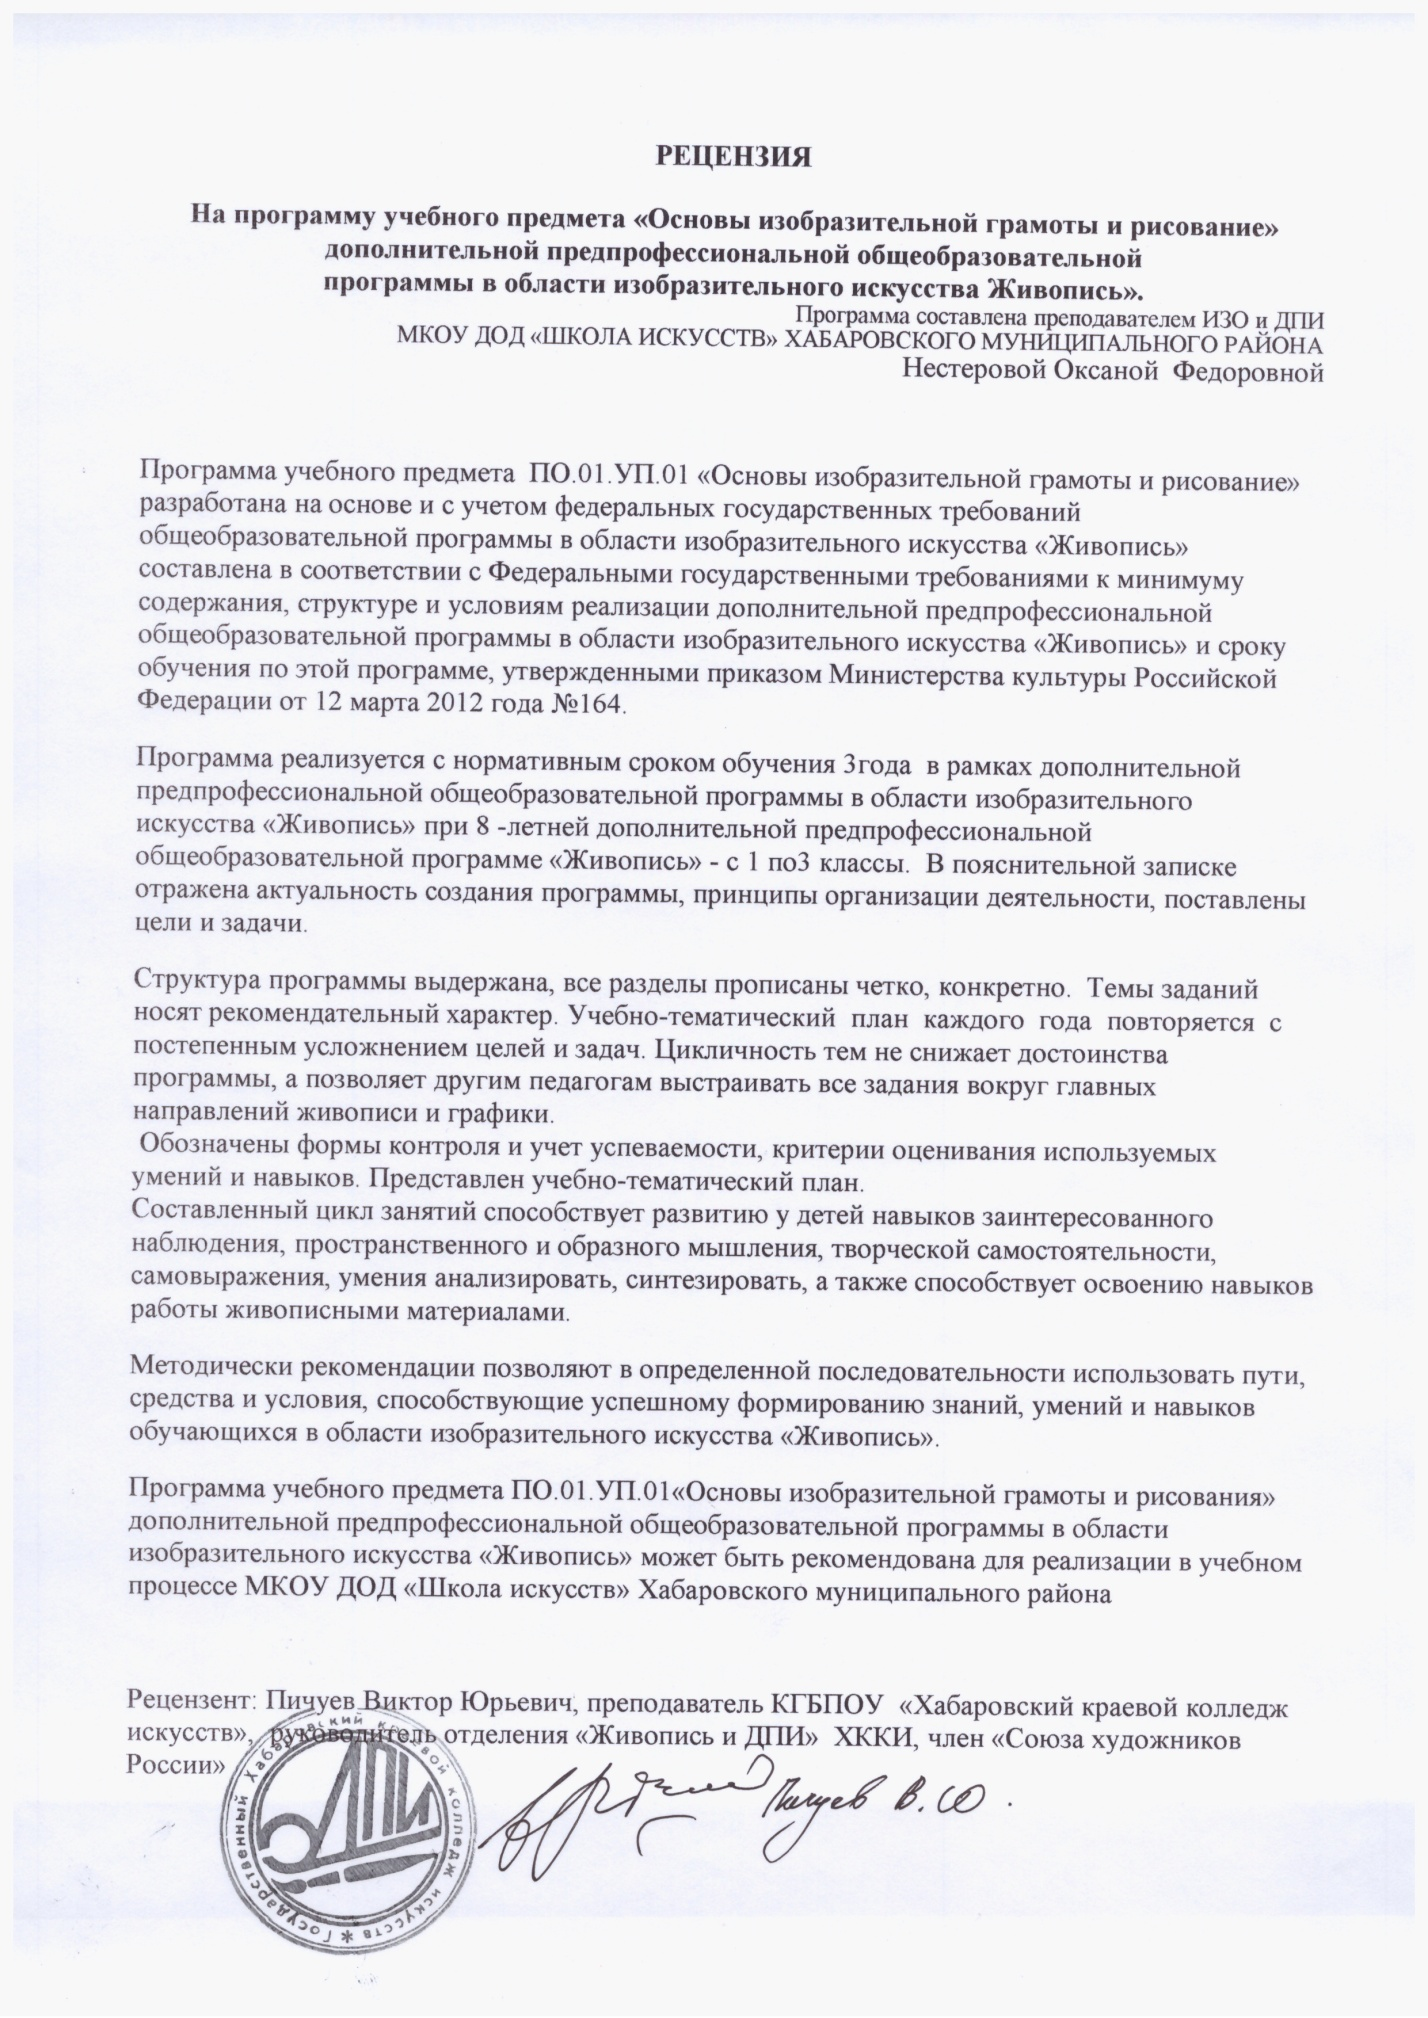 РЕЦЕНЗИЯ
На программу учебного предмета «Основы изобразительной грамоты и рисование»
дополнительной предпрофессиональной общеобразовательной
программы в области изобразительного искусства Живопись».
Программа составлена преподавателем ИЗО и ДПИ
МКОУ ДОД «ШКОЛА ИСКУССТВ» ХАБАРОВСКОГО МУНИЦИПАЛЬНОГО РАЙОНА
Нестеровой Оксаной Федоровной
Программа учебного предмета ПО.01.УП.01 «Основы изобразительной грамоты и рисование»
разработана на основе и с учетом федеральных государственных требований
общеобразовательной программы в области изобразительного искусства «Живопись»
составлена в соответствии с Федеральными государственными требованиями к минимуму
содержания, структуре и условиям реализации дополнительной предпрофессиональной
общеобразовательной программы в области изобразительного искусства «Живопись» и сроку
обучения по этой программе, утвержденными приказом Министерства культуры Российской
Федерации от 12 марта 2012 года №164.
Программа реализуется с нормативным сроком обучения 3года в рамках дополнительной
предпрофессиональной общеобразовательной программы в области изобразительного
искусства «Живопись» при 8 -летней дополнительной предпрофессиональной
общеобразовательной программе «Живопись» - с 1 по3 классы. В пояснительной записке
отражена актуальность создания программы, принципы организации деятельности, поставлены
цели и задачи.
Структура программы выдержана, все разделы прописаны четко, конкретно. Темы заданий
носят рекомендательный характер. Учебно-тематический план каждого года повторяется с
постепенным усложнением целей и задач. Цикличность тем не снижает достоинства
программы, а позволяет другим педагогам выстраивать все задания вокруг главных
направлений живописи и графики.
Обозначены формы контроля и учет успеваемости, критерии оценивания используемых
умений и навыков. Представлен учебно-тематический план.
Составленный цикл занятий способствует развитию у детей навыков заинтересованного
наблюдения, пространственного и образного мышления, творческой самостоятельности,
самовыражения, умения анализировать, синтезировать, а также способствует освоению навыков
работы живописными материалами.
Методически рекомендации позволяют в определенной последовательности использовать пути,
средства и условия, способствующие успешному формированию знаний, умений и навыков
обучающихся в области изобразительного искусства «Живопись».
Программа учебного предмета ПО.01.УП.01«Основы изобразительной грамоты и рисования»
дополнительной предпрофессиональной общеобразовательной программы в области
изобразительного искусства «Живопись» может быть рекомендована для реализации в учебном
процессе МКОУ ДОД «Школа искусств» Хабаровского муниципального района
Рецензент: Пичуев Виктор Юрьевич, преподаватель КГБПОУ «Хабаровский краевой колледж
искусств», руководитель отделения «Живопись и ДПИ» ХККИ, член «Союза художников
России»
Пичуев В.Ю.
Государственный Хабаровский краевой колледж искусств *
ДПИ